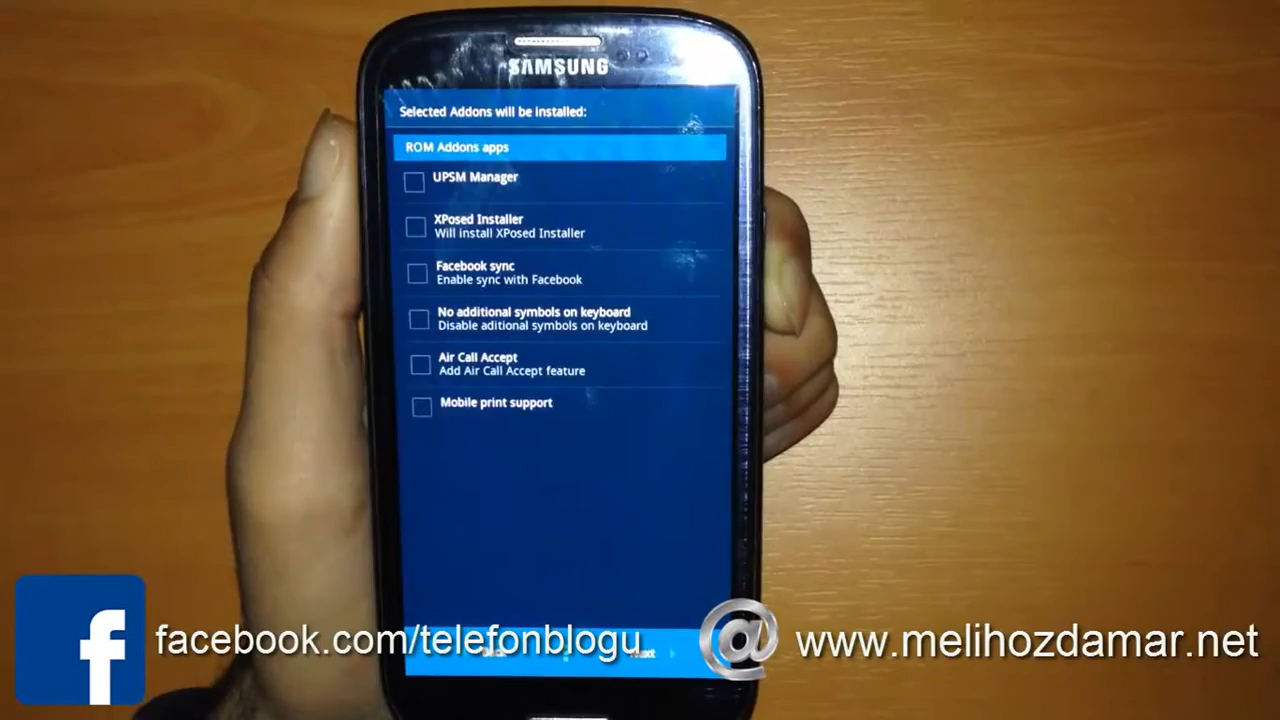 SAMSUNG
Selected Addons will be installed:
ROM Addons apps
UPSM Manager
XPosed Installer
Will install XPosed Installer
Facebook sync
Enable sync with Facebook
No additional symbols on keyboard
Disable aditional symbols on keyboard
Air Call Accept
Add Air Call Accept feature
Mobile print support
Next
f facebook.com/telefonblogu
@ www.melihozdamar.net